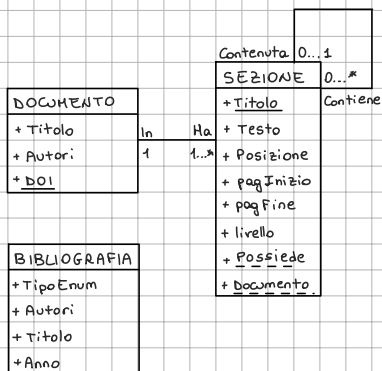 Contenuta 0...1
SEZIONE 0...*
Contiene
+ Titolo
+ Testo
+ Posizione
+ pagInizio
+ pagFine
+ livello
+ Possiede
+ Documento
DOCUMENTO
+ Titolo
+ Autori
+ DOI
In Ha
1 1...*
BIBLIOGRAFIA
+ TipoEnum
+ Autori
+ Titolo
+ Anno